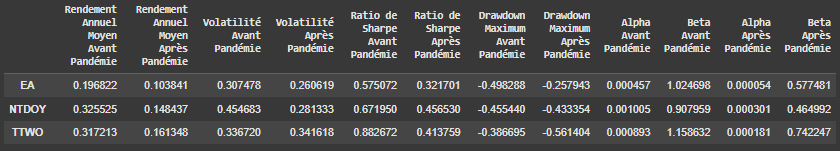 Rendement Annuel Moyen Avant Pandémie Rendement Annuel Moyen Après Pandémie Volatilité Avant Pandémie Volatilité Après Pandémie Ratio de Sharpe Avant Pandémie Ratio de Sharpe Après Pandémie Drawdown Maximum Avant Pandémie Drawdown Maximum Après Pandémie Alpha Avant Pandémie Beta Avant Pandémie Alpha Après Pandémie Beta Après Pandémie
EA 0.196822 0.103841 0.307478 0.260619 0.575072 0.321701 -0.498288 -0.257943 0.000457 1.024698 0.000054 0.577481
NTDOY 0.325525 0.148437 0.454683 0.281333 0.671950 0.456530 -0.455440 -0.433354 0.001005 0.907959 0.000301 0.464992
TTWO 0.317213 0.161348 0.336720 0.341618 0.882672 0.413759 -0.386695 -0.561404 0.000893 1.158632 0.000181 0.742247